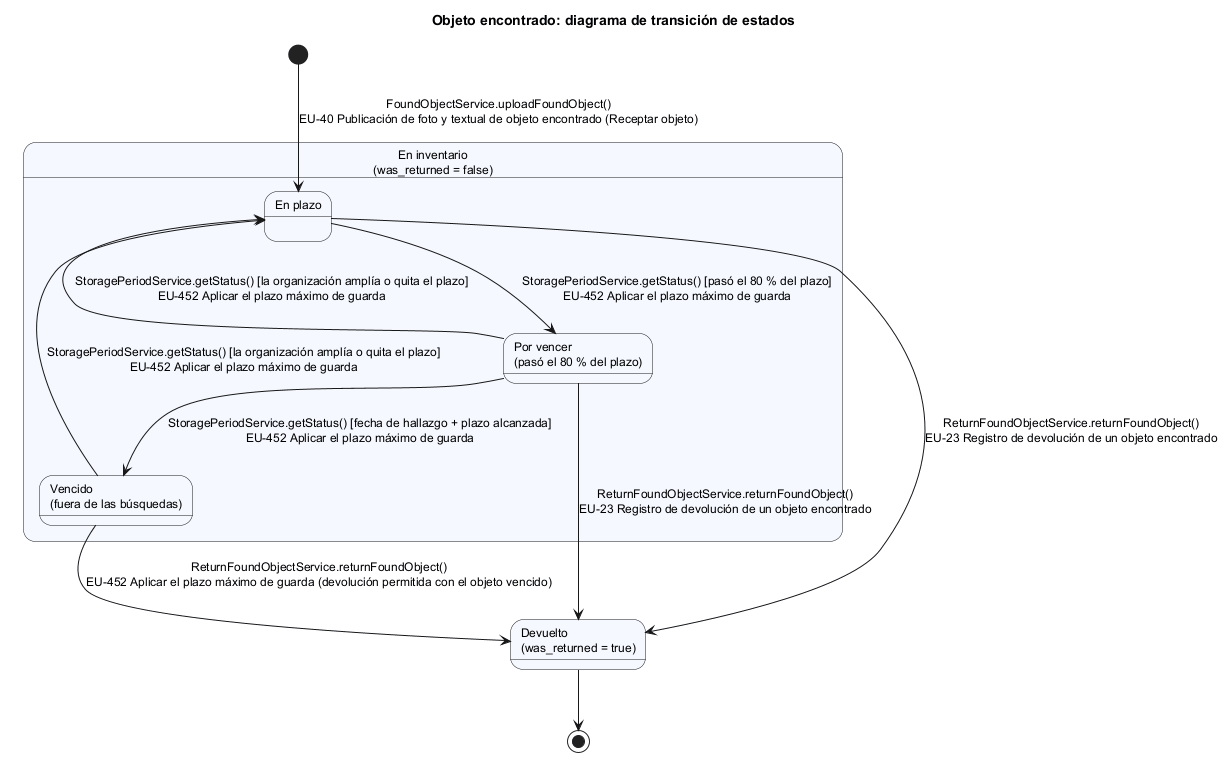 Objeto encontrado: diagrama de transición de estados
FoundObjectService.uploadFoundObject()
EU-40 Publicación de foto y textual de objeto encontrado (Receptar objeto)
En inventario
(was_returned = false)
En plazo
StoragePeriodService.getStatus() [la organización amplía o quita el plazo]
EU-452 Aplicar el plazo máximo de guarda
StoragePeriodService.getStatus() [pasó el 80 % del plazo]
EU-452 Aplicar el plazo máximo de guarda
StoragePeriodService.getStatus() [la organización amplía o quita el plazo]
EU-452 Aplicar el plazo máximo de guarda
Por vencer
(pasó el 80 % del plazo)
StoragePeriodService.getStatus() [fecha de hallazgo + plazo alcanzada]
EU-452 Aplicar el plazo máximo de guarda
ReturnFoundObjectService.returnFoundObject()
EU-23 Registro de devolución de un objeto encontrado
Vencido
(fuera de las búsquedas)
ReturnFoundObjectService.returnFoundObject()
EU-23 Registro de devolución de un objeto encontrado
ReturnFoundObjectService.returnFoundObject()
EU-452 Aplicar el plazo máximo de guarda (devolución permitida con el objeto vencido)
Devuelto
(was_returned = true)